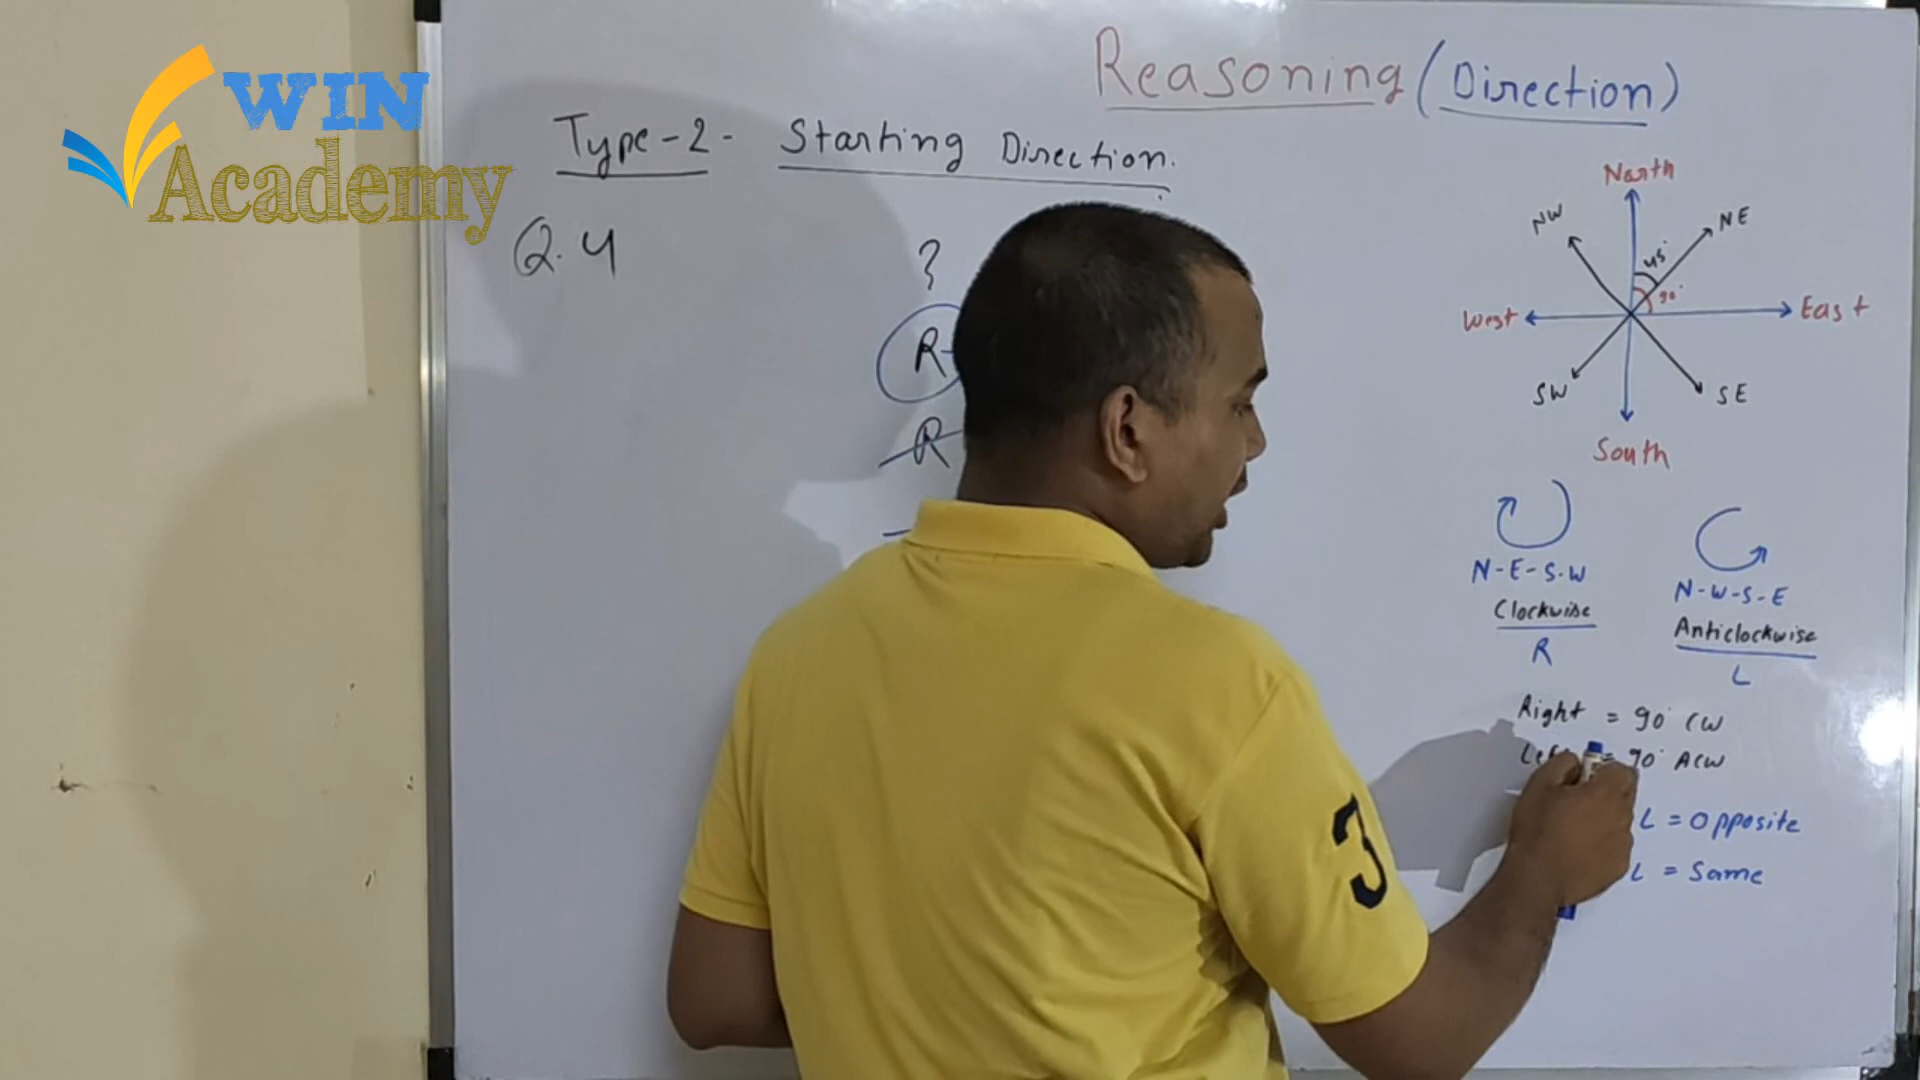 WIN
Academy
Reasoning (Direction)
Type-2- Starting Direction.
Q.4
?
R
R
North
NW
NE
45°
90°
West
East
SW
SE
South
N-E-S-W
Clockwise
R
N-W-S-E
Anticlockwise
L
Right = 90° CW
= 90° ACW
L = Opposite
L = Same
3